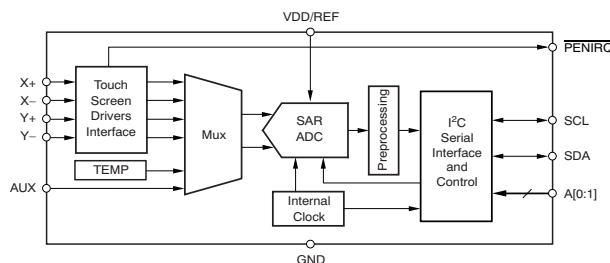 VDD/REF
PENIRQ
X+
X–
Y+
Y–
AUX
Touch
Screen
Drivers
Interface
TEMP
Mux
SAR
ADC
Preprocessing
Internal
Clock
I²C
Serial
Interface
and
Control
SCL
SDA
A[0:1]
GND